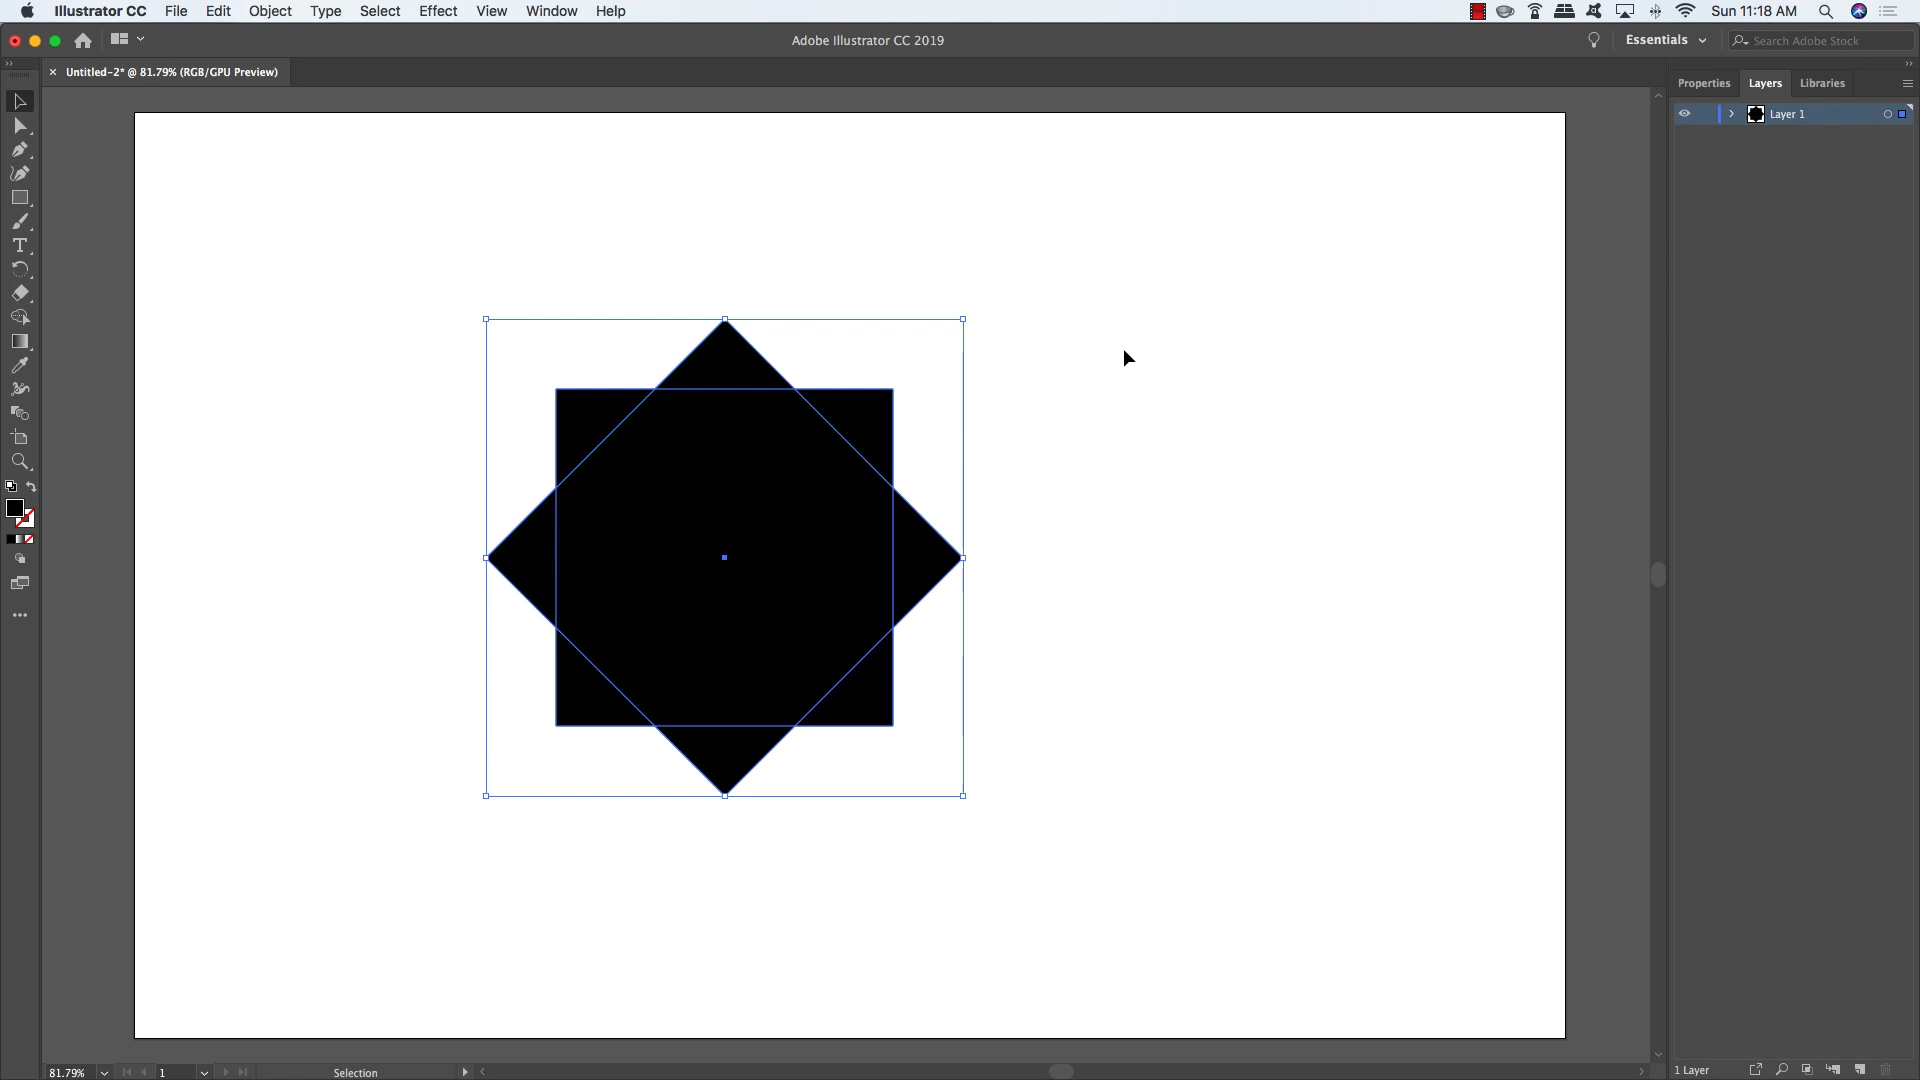 Illustrator CC File Edit Object Type Select Effect View Window Help Sun 11:18 AM
Adobe Illustrator CC 2019 Essentials Search Adobe Stock
× Untitled-2* @ 81.79% (RGB/GPU Preview)
Properties Layers Libraries
Layer 1
81.79% 1 Selection 1 Layer